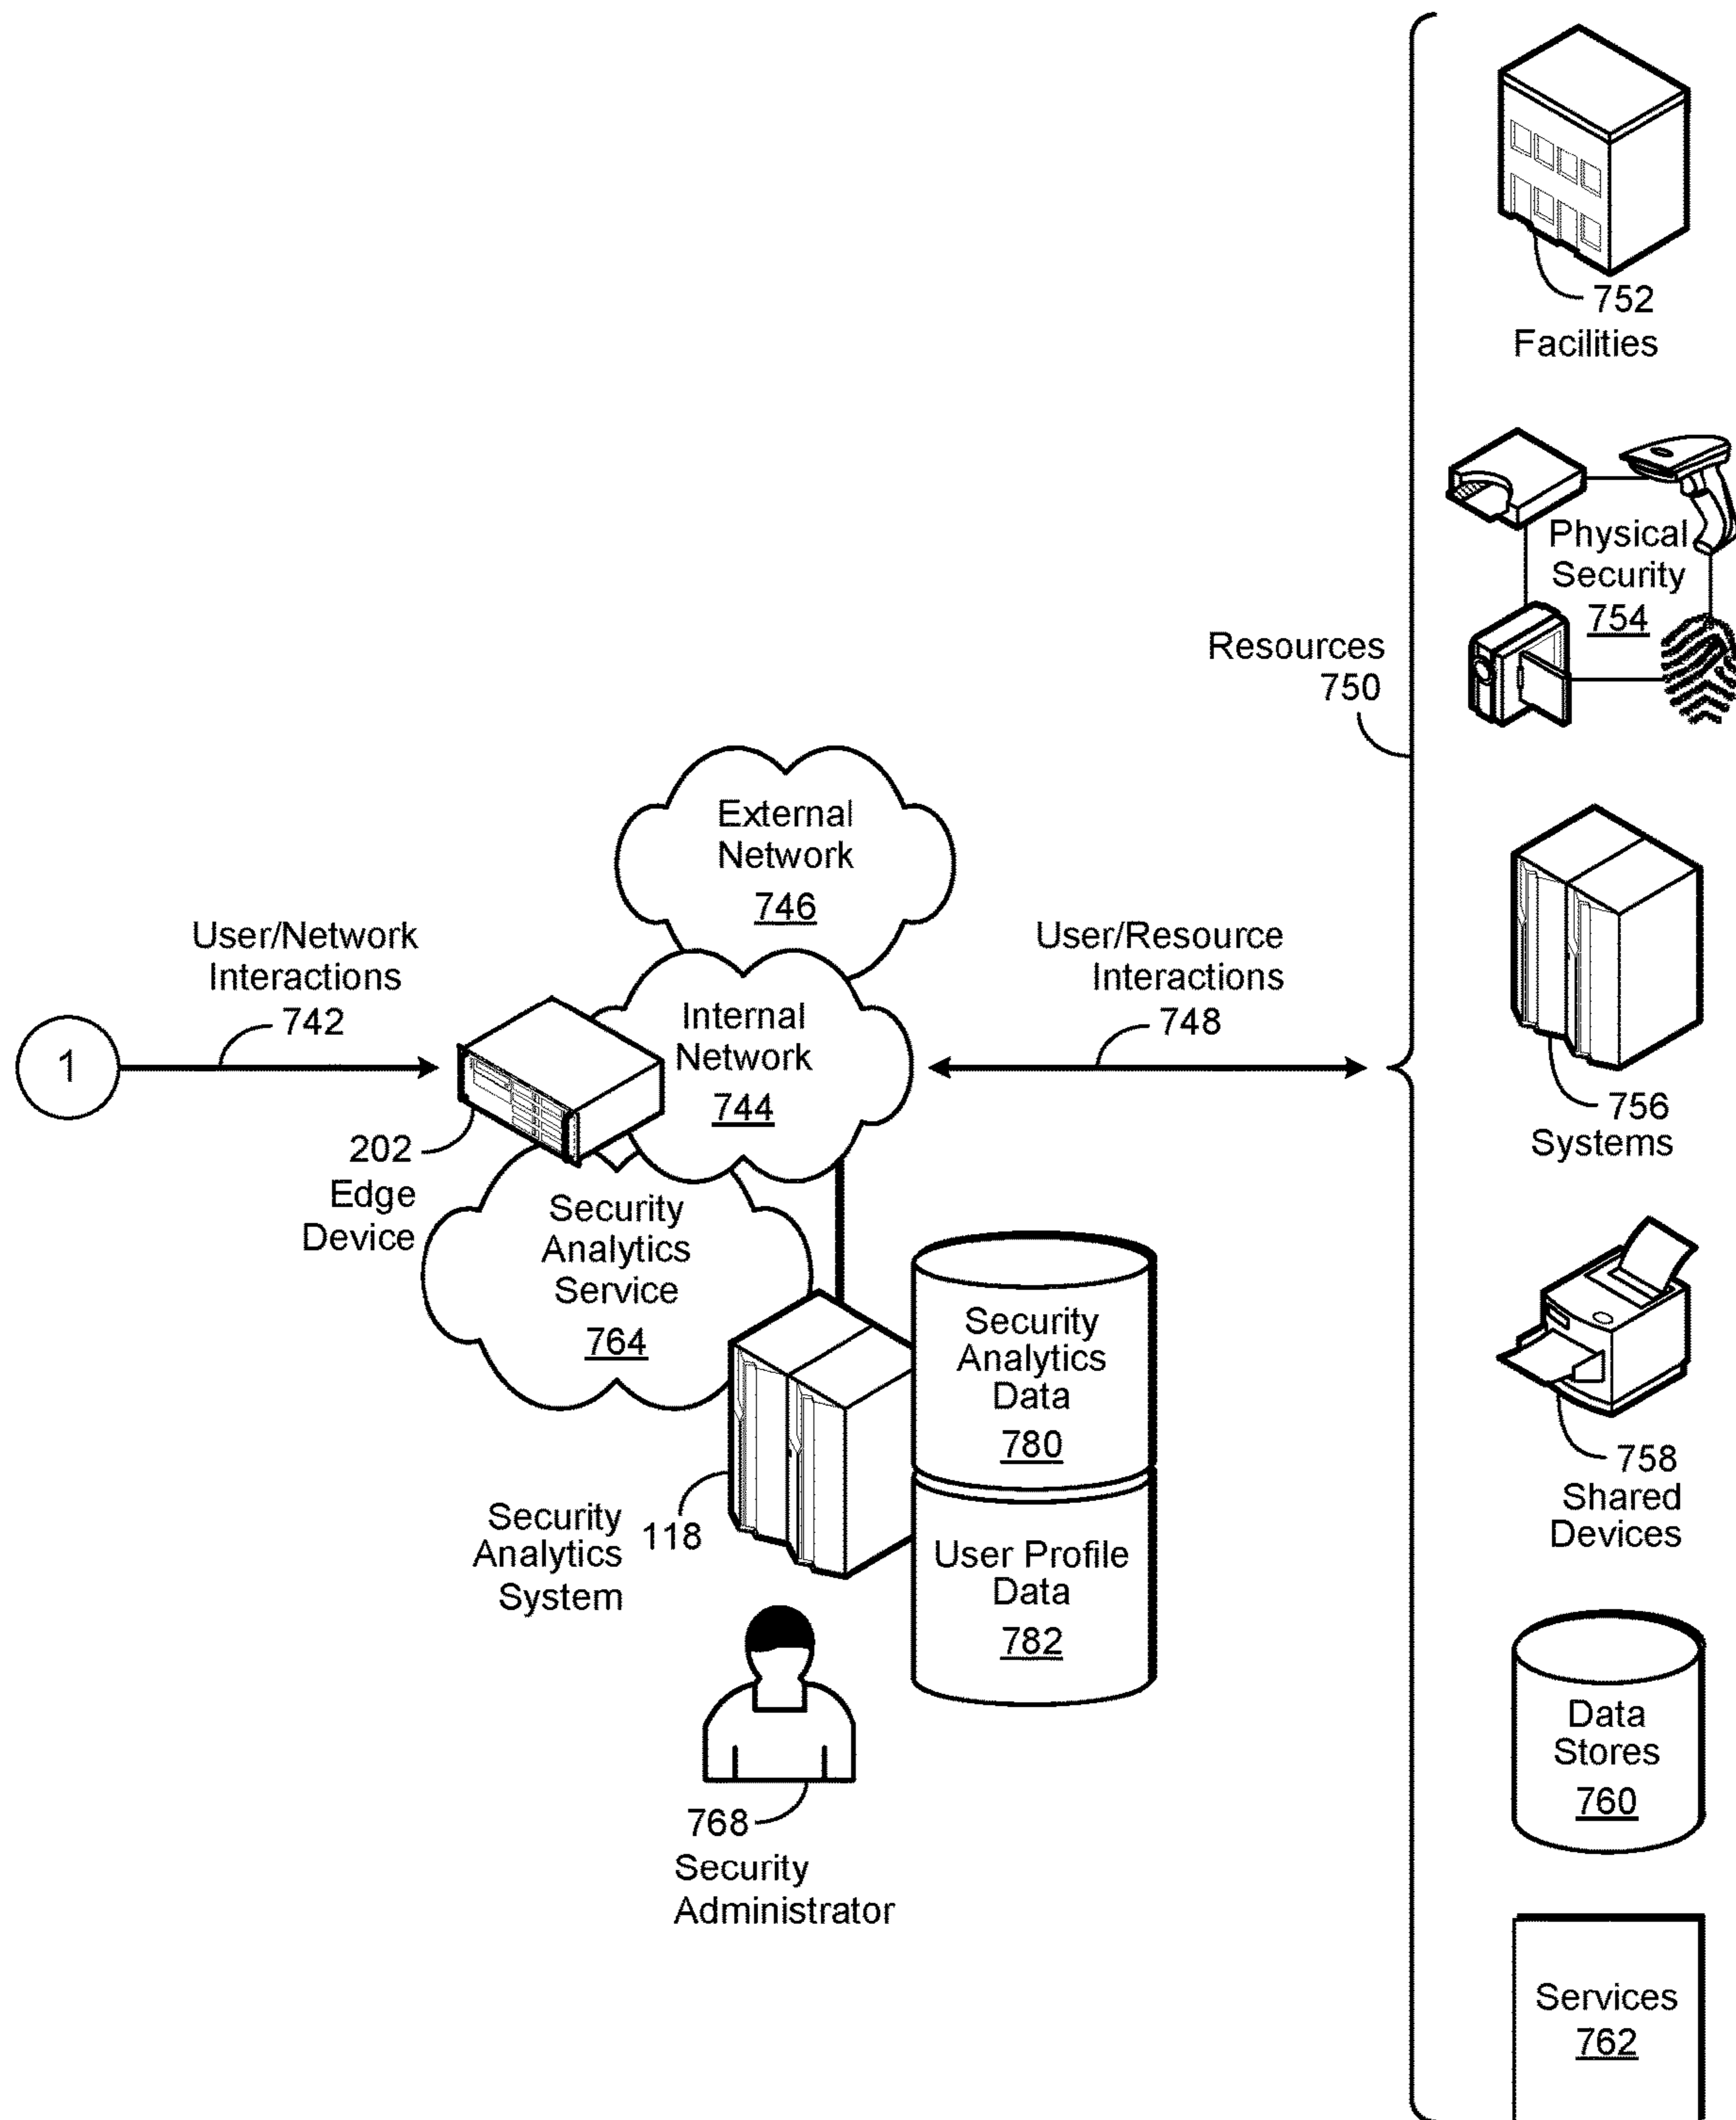 752
Facilities
Physical
Security
754
Resources
750
External
Network
746
User/Network
Interactions
742
User/Resource
Interactions
748
1
Internal
Network
744
756
Systems
202
Edge
Device
Security
Analytics
Service
764
Security
Analytics
Data
780
758
Shared
Devices
Security
Analytics
System
118
User Profile
Data
782
Data
Stores
760
768
Security
Administrator
Services
762